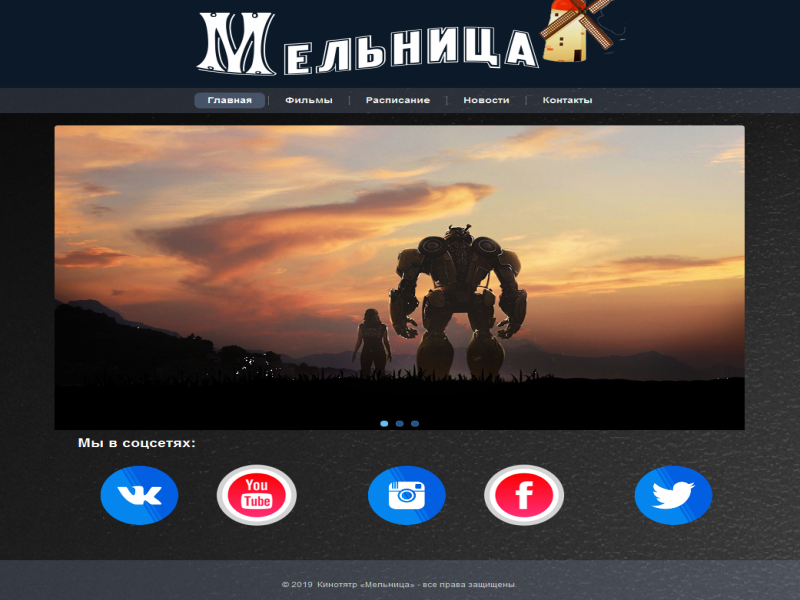 Мельница
Главная | Фильмы | Расписание | Новости | Контакты
Мы в соцсетях:
You
Tube
f
© 2019 Кинотятр «Мельница» - все права защищены.